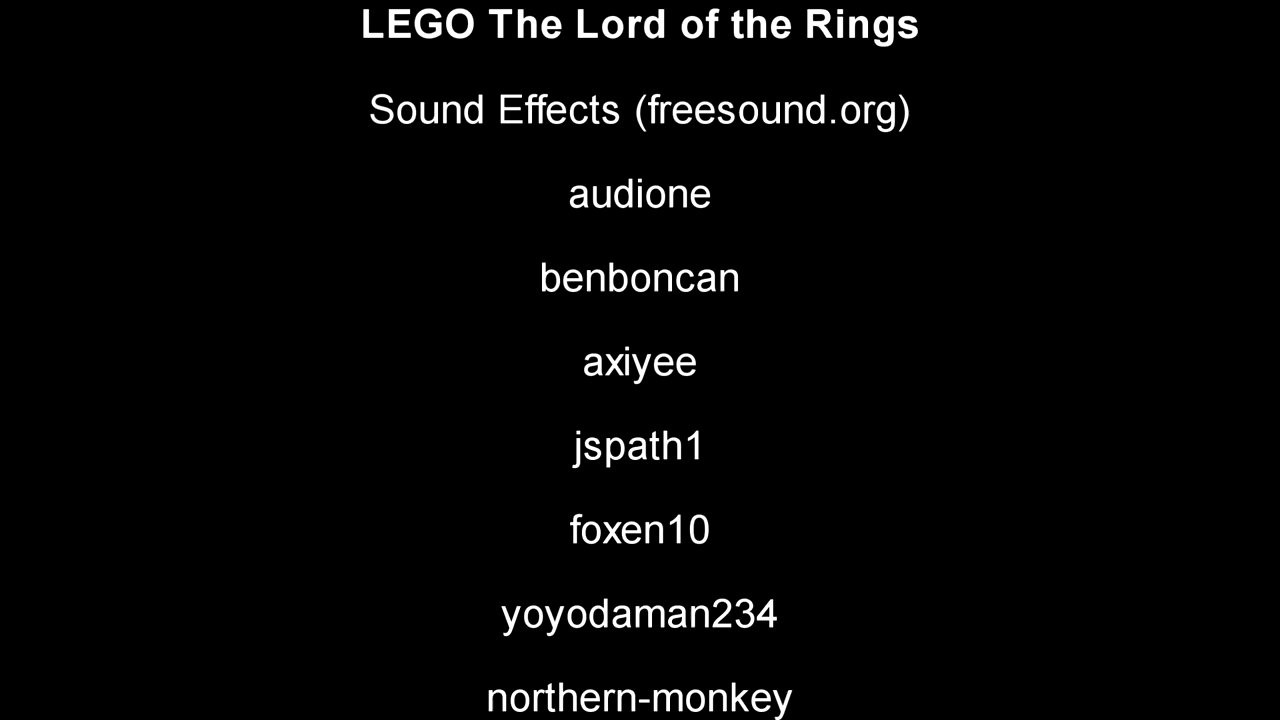 LEGO The Lord of the Rings
Sound Effects (freesound.org)
audione
benboncan
axiyee
jspath1
foxen10
yoyodaman234
northern-monkey